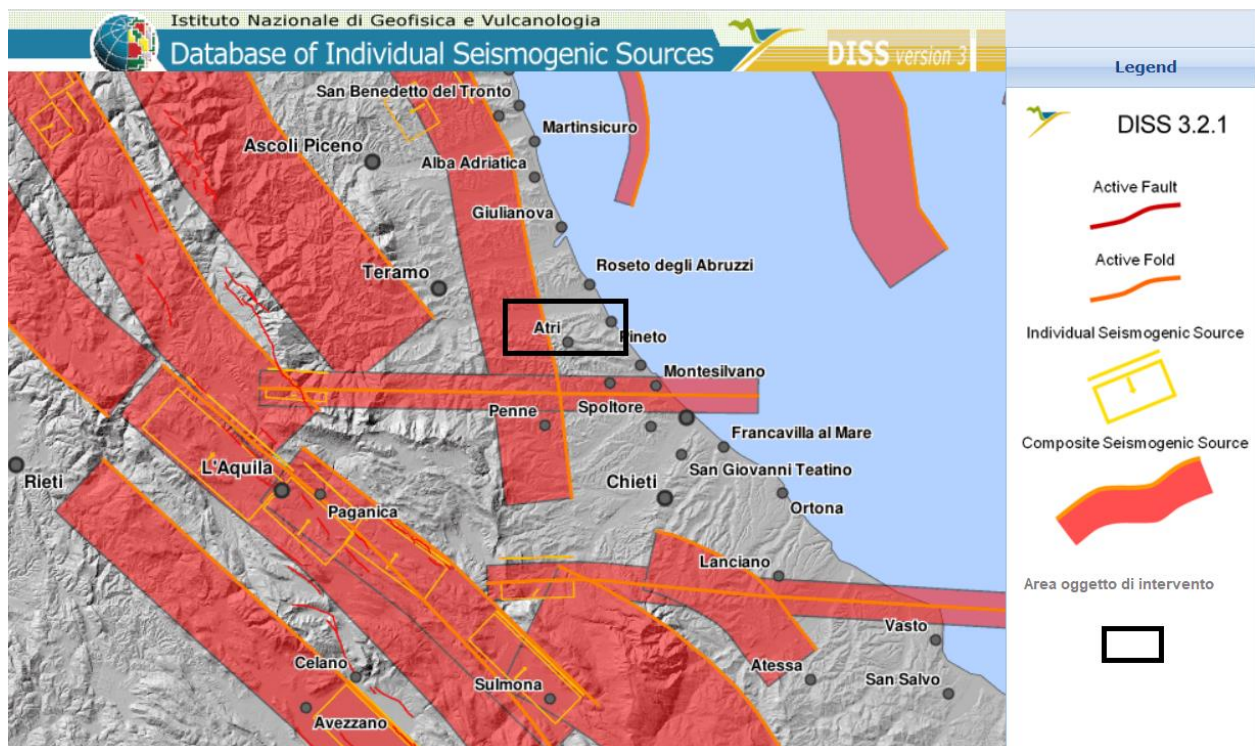 Istituto Nazionale di Geofisica e Vulcanologia
Database of Individual Seismogenic Sources
DISS version 3
San Benedetto del Tronto
Martinsicuro
Ascoli Piceno
Alba Adriatica
Giulianova
Roseto degli Abruzzi
Teramo
Atri
Pineto
Montesilvano
Penne
Spoltore
Francavilla al Mare
L'Aquila
San Giovanni Teatino
Rieti
Chieti
Paganica
Ortona
Lanciano
Vasto
Celano
Atessa
Sulmona
San Salvo
Avezzano
Legend
DISS 3.2.1
Active Fault
Active Fold
Individual Seismogenic Source
Composite Seismogenic Source
Area oggetto di intervento